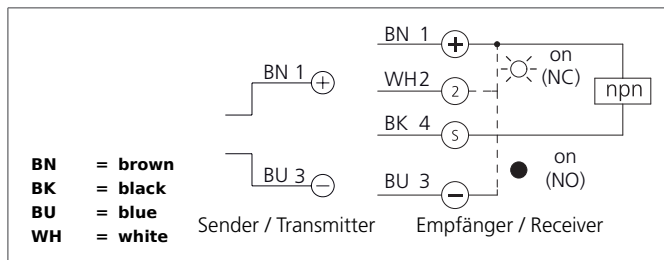 BN 1 +
on
(NC)
BN 1 +
WH2 2
npn
BK 4 S
on
(NO)
BU 3 −
BU 3 −
BN = brown
BK = black
BU = blue
WH = white
Sender / Transmitter
Empfänger / Receiver